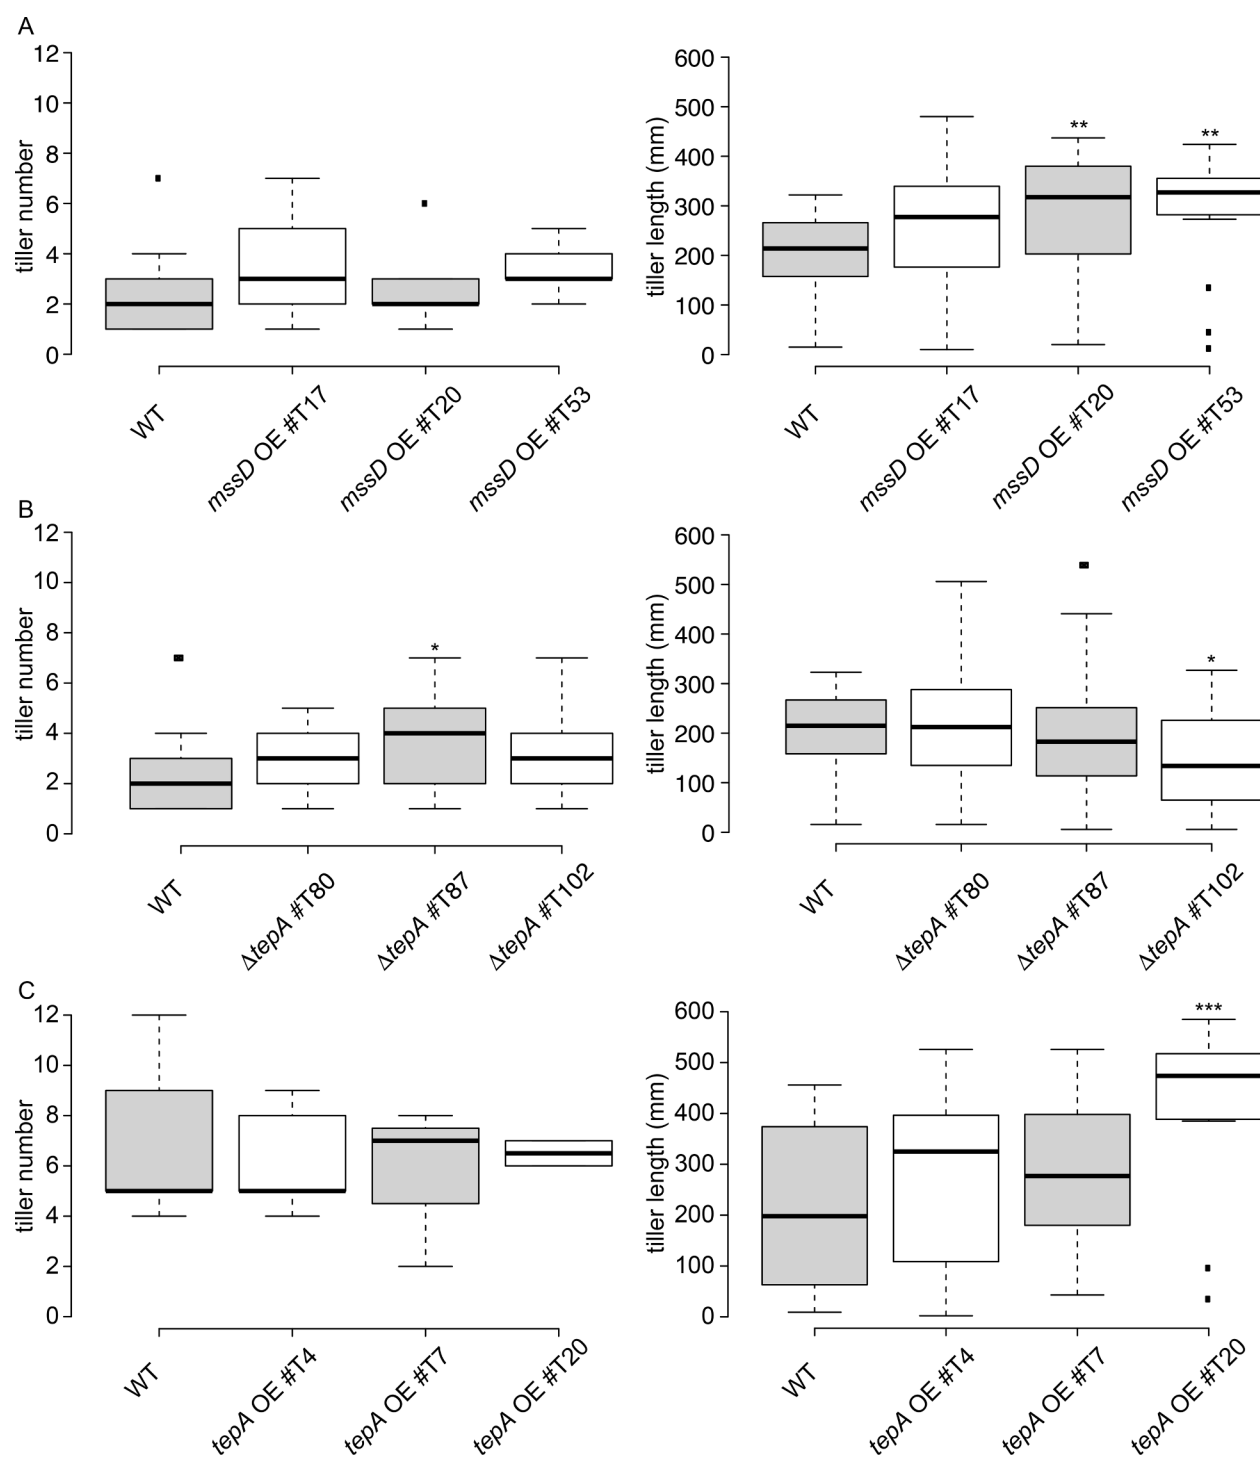 A
tiller number
12
10
8
6
4
2
0
WT
mssD OE #T17
mssD OE #T20
mssD OE #T53
tiller length (mm)
600
500
400
300
200
100
0
**
**
WT
mssD OE #T17
mssD OE #T20
mssD OE #T53
B
tiller number
12
10
8
6
4
2
0
*
WT
ΔtepA #T80
ΔtepA #T87
ΔtepA #T102
tiller length (mm)
600
500
400
300
200
100
0
*
WT
ΔtepA #T80
ΔtepA #T87
ΔtepA #T102
C
tiller number
12
10
8
6
4
2
0
WT
tepA OE #T4
tepA OE #T7
tepA OE #T20
tiller length (mm)
600
500
400
300
200
100
0
***
WT
tepA OE #T4
tepA OE #T7
tepA OE #T20